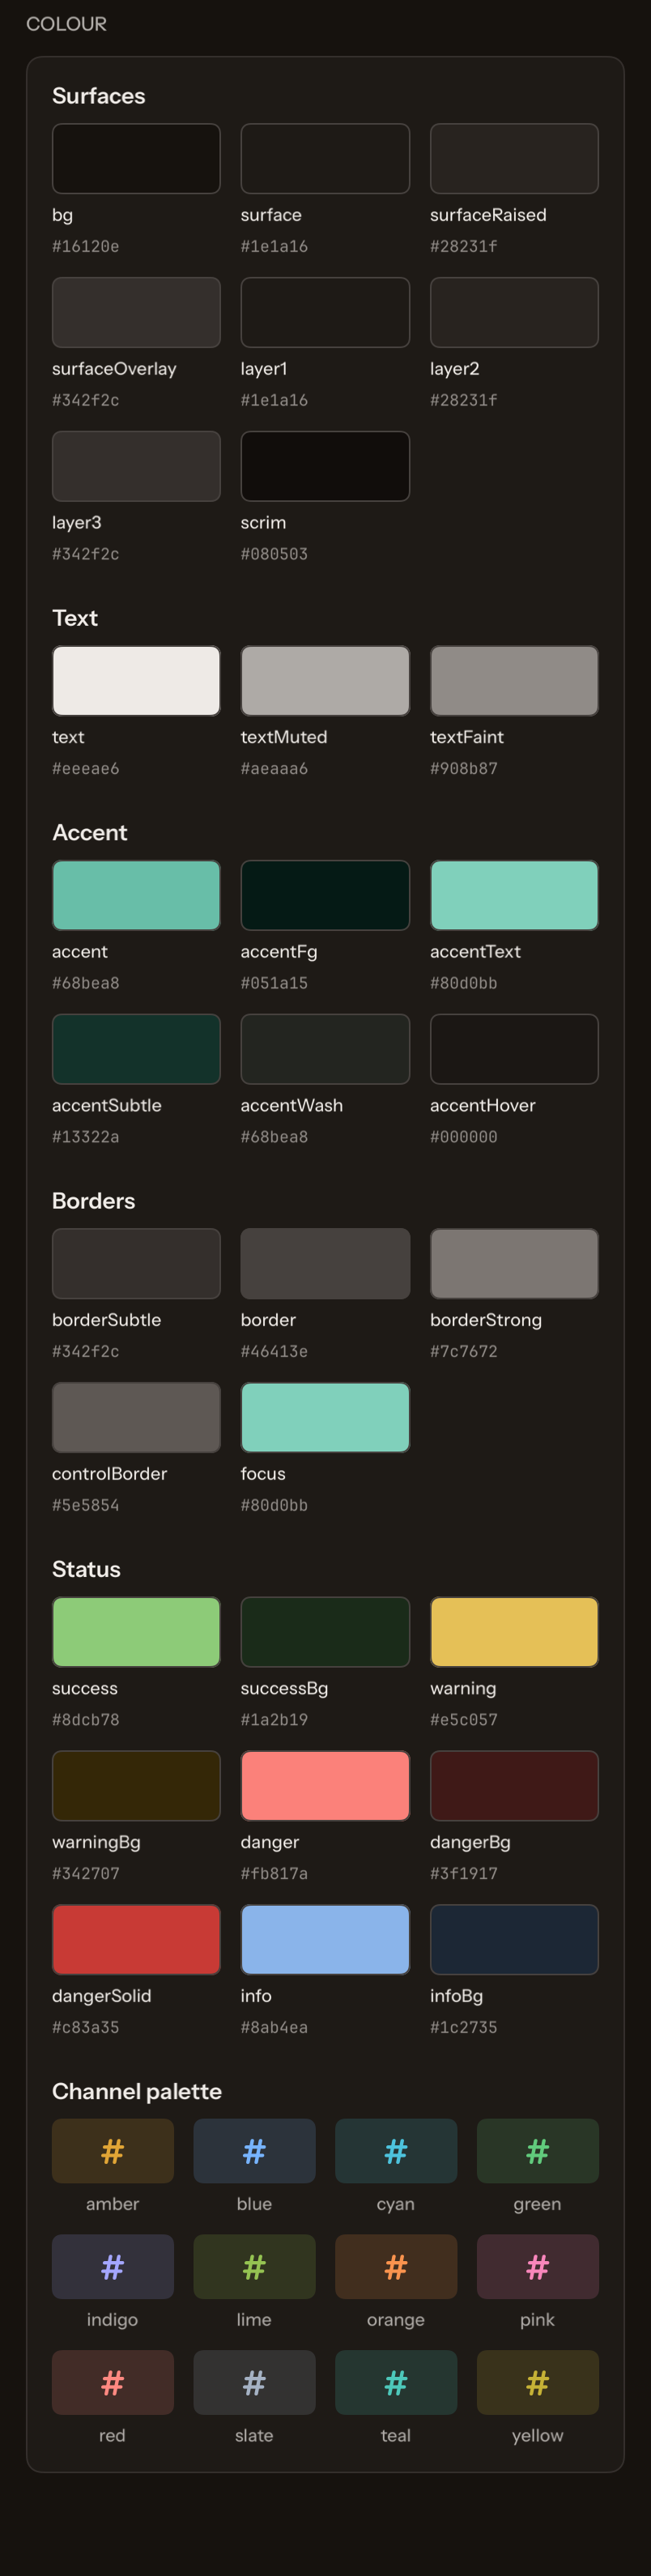 COLOUR
Surfaces
bg surface surfaceRaised
#16120e #1e1a16 #28231f
surfaceOverlay layer1 layer2
#342f2c #1e1a16 #28231f
layer3 scrim
#342f2c #080503
Text
text textMuted textFaint
#eeeae6 #aeaaa6 #908b87
Accent
accent accentFg accentText
#68bea8 #051a15 #80d0bb
accentSubtle accentWash accentHover
#13322a #68bea8 #000000
Borders
borderSubtle border borderStrong
#342f2c #46413e #7c7672
controlBorder focus
#5e5854 #80d0bb
Status
success successBg warning
#8dcb78 #1a2b19 #e5c057
warningBg danger dangerBg
#342707 #fb817a #3f1917
dangerSolid info infoBg
#c83a35 #8ab4ea #1c2735
Channel palette
# # # #
amber blue cyan green
# # # #
indigo lime orange pink
# # # #
red slate teal yellow